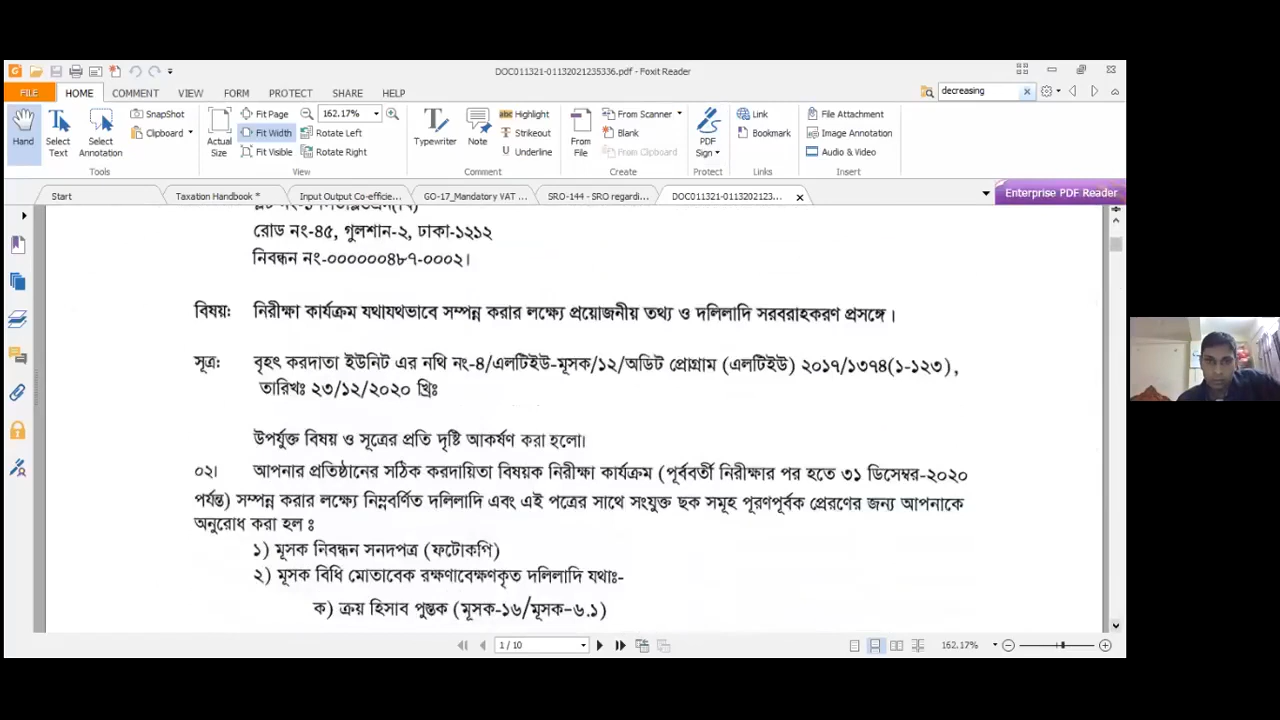 DOC011321-01132021235336.pdf - Foxit Reader
FILE HOME COMMENT VIEW FORM PROTECT SHARE HELP
decreasing
Hand
Select Text
Select Annotation
SnapShot
Clipboard
Tools
Actual Size
Fit Page
Fit Width
Fit Visible
162.17%
Rotate Left
Rotate Right
View
Typewriter
Note
Highlight
Strikeout
Underline
Comment
From File
From Scanner
Blank
From Clipboard
Create
PDF Sign
Protect
Link
Bookmark
Links
File Attachment
Image Annotation
Audio & Video
Insert
Start
Taxation Handbook *
Input Output Co-efficie...
GO-17_Mandatory VAT ...
SRO-144 - SRO regardi...
DOC011321-0113202123...
Enterprise PDF Reader
রোড নং-৪৫, গুলশান-২, ঢাকা-১২১২
নিবন্ধন নং-০০০০০০৪৮৭-০০০২।
বিষয়ঃ নিরীক্ষা কার্যক্রম যথাযথভাবে সম্পন্ন করার লক্ষ্যে প্রয়োজনীয় তথ্য ও দলিলাদি সরবরাহকরণ প্রসঙ্গে।
সূত্র: বৃহৎ করদাতা ইউনিট এর নথি নং-৪/এলটিইউ-মূসক/১২/অডিট প্রোগ্রাম (এলটিইউ) ২০১৭/১৩৭৪(১-১২৩),
তারিখঃ ২৩/১২/২০২০ খ্রিঃ
উপর্যুক্ত বিষয় ও সূত্রের প্রতি দৃষ্টি আকর্ষণ করা হলো।
০২। আপনার প্রতিষ্ঠানের সঠিক করদায়িতা বিষয়ক নিরীক্ষা কার্যক্রম (পূর্ববর্তী নিরীক্ষার পর হতে ৩১ ডিসেম্বর-২০২০
পর্যন্ত) সম্পন্ন করার লক্ষ্যে নিম্নবর্ণিত দলিলাদি এবং এই পত্রের সাথে সংযুক্ত ছক সমূহ পূরণপূর্বক প্রেরণের জন্য আপনাকে
অনুরোধ করা হল ঃ
১) মূসক নিবন্ধন সনদপত্র (ফটোকপি)
২) মূসক বিধি মোতাবেক রক্ষণাবেক্ষণকৃত দলিলাদি যথাঃ-
ক) ক্রয় হিসাব পুস্তক (মূসক-১৬/মূসক-৬.১)
1 / 10
162.17%